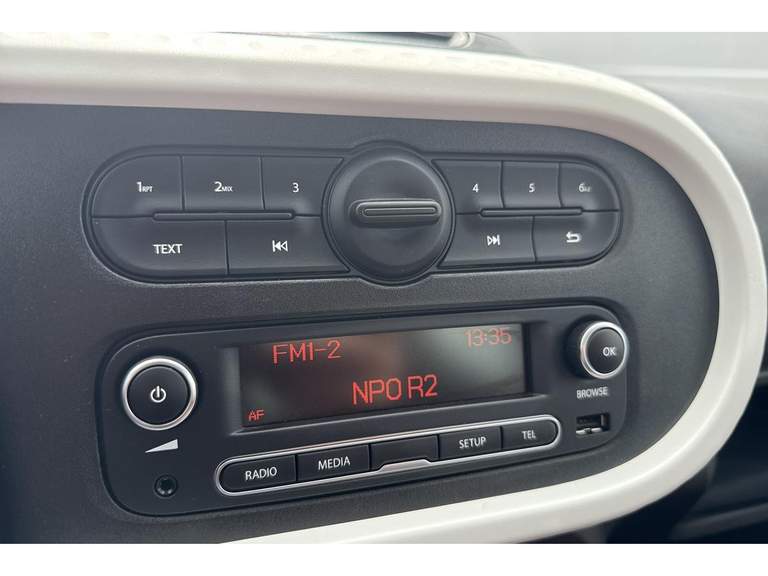 1RPT 2MIX 3 4 5 6
TEXT
FM1-2 13:35
NPO R2
AF
OK
BROWSE
RADIO MEDIA SETUP TEL